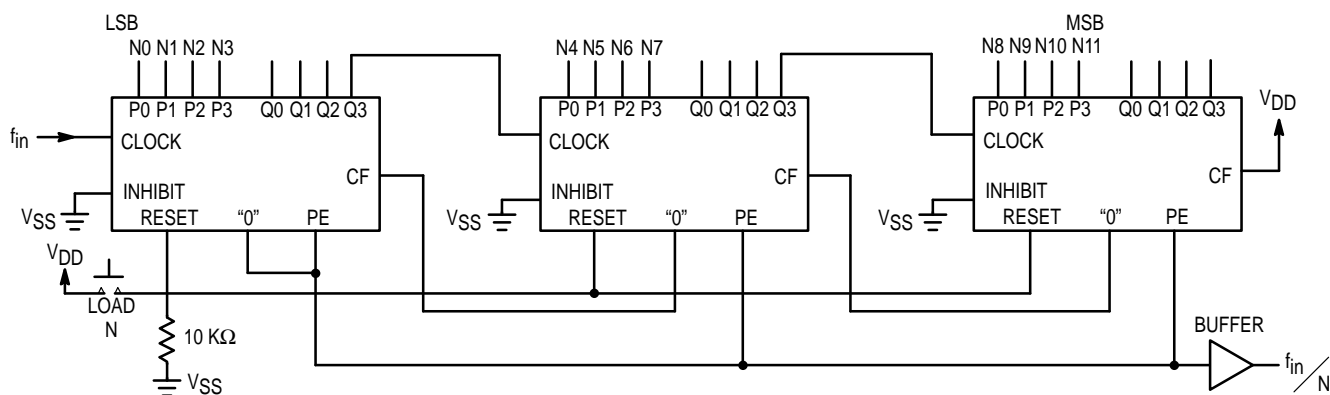 LSB
MSB
N0 N1 N2 N3
N4 N5 N6 N7
N8 N9 N10 N11
P0 P1 P2 P3 Q0 Q1 Q2 Q3
P0 P1 P2 P3 Q0 Q1 Q2 Q3
P0 P1 P2 P3 Q0 Q1 Q2 Q3
VDD
fin
CLOCK
CLOCK
CLOCK
CF
CF
CF
INHIBIT
INHIBIT
INHIBIT
VSS
VSS
VSS
RESET “0” PE
RESET “0” PE
RESET “0” PE
VDD
LOAD
N
10 KΩ
VSS
BUFFER
fin/N